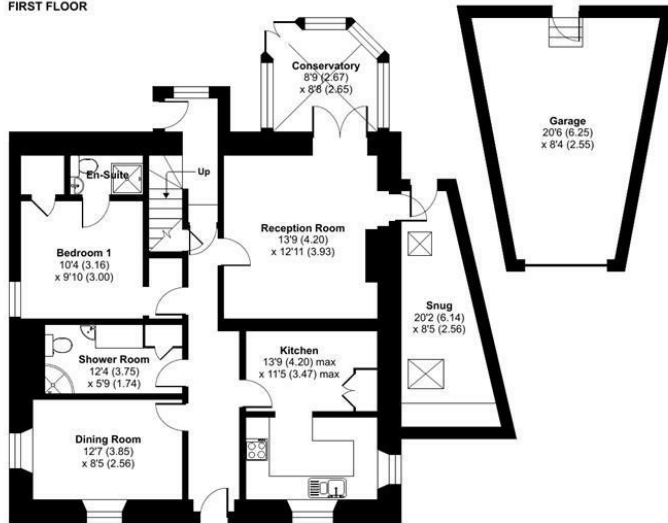 FIRST FLOOR
Conservatory
8'9 (2.67)
x 8'8 (2.65)
Garage
20'6 (6.25)
x 8'4 (2.55)
En-Suite
Up
Bedroom 1
10'4 (3.16)
x 9'10 (3.00)
Reception Room
13'9 (4.20)
x 12'11 (3.93)
Snug
20'2 (6.14)
x 8'5 (2.56)
Shower Room
12'4 (3.75)
x 5'9 (1.74)
Kitchen
13'9 (4.20) max
x 11'5 (3.47) max
Dining Room
12'7 (3.85)
x 8'5 (2.56)